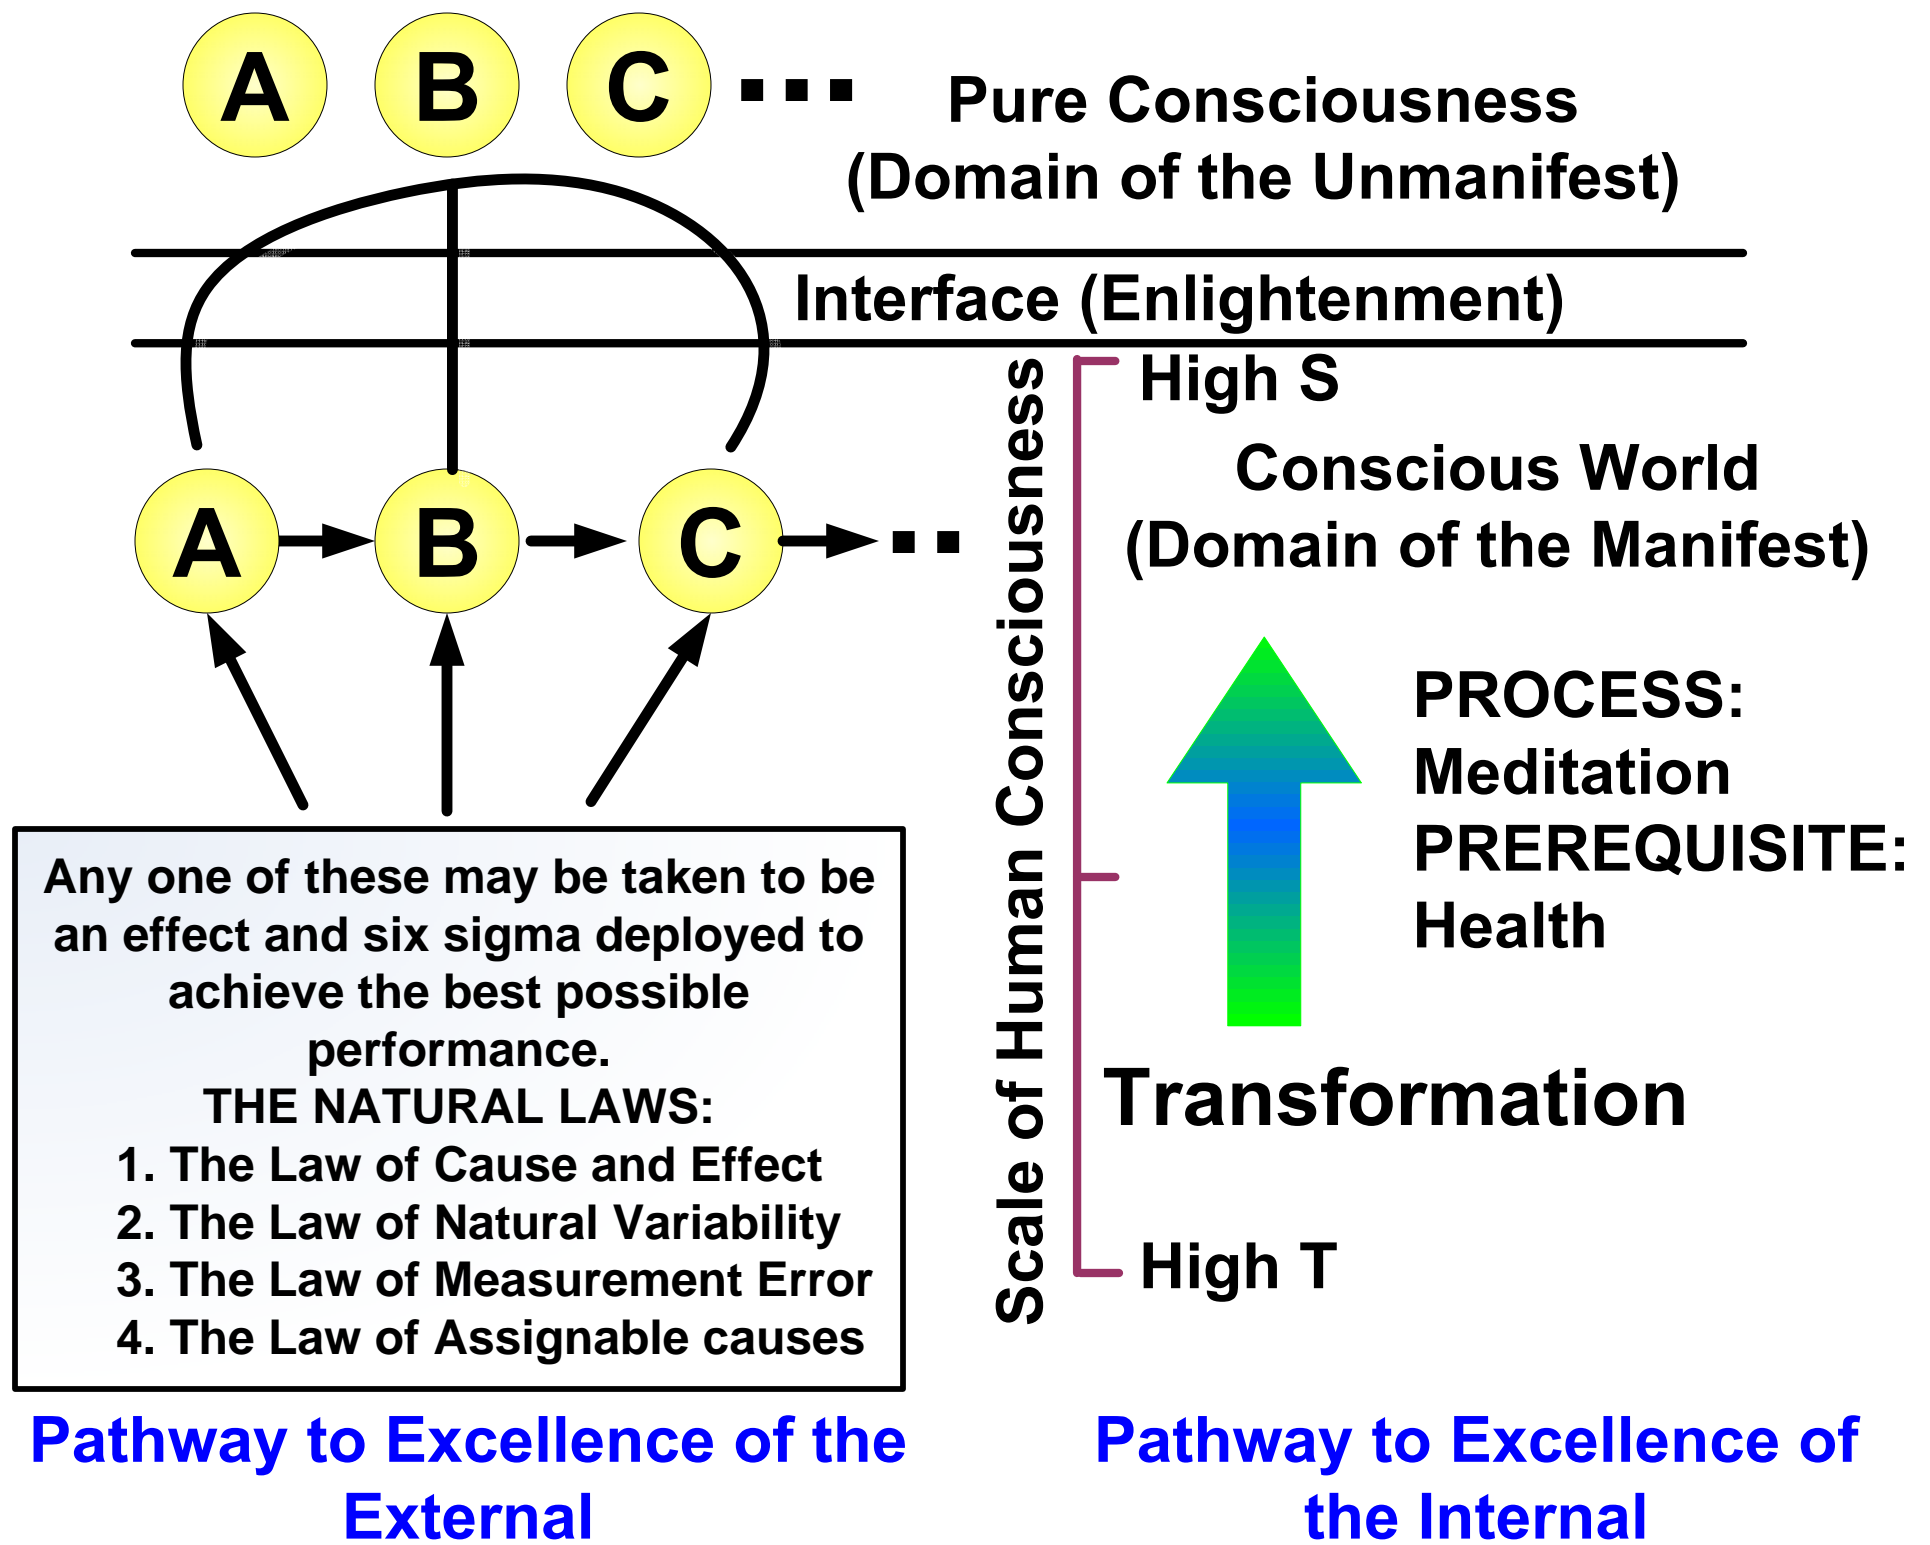 A B C ...
Pure Consciousness
(Domain of the Unmanifest)
Interface (Enlightenment)
High S
Conscious World
(Domain of the Manifest)
A B C ..
Scale of Human Consciousness
PROCESS:
Meditation
PREREQUISITE:
Health
Transformation
High T
Any one of these may be taken to be
an effect and six sigma deployed to
achieve the best possible
performance.
THE NATURAL LAWS:
1. The Law of Cause and Effect
2. The Law of Natural Variability
3. The Law of Measurement Error
4. The Law of Assignable causes
Pathway to Excellence of the
External
Pathway to Excellence of
the Internal